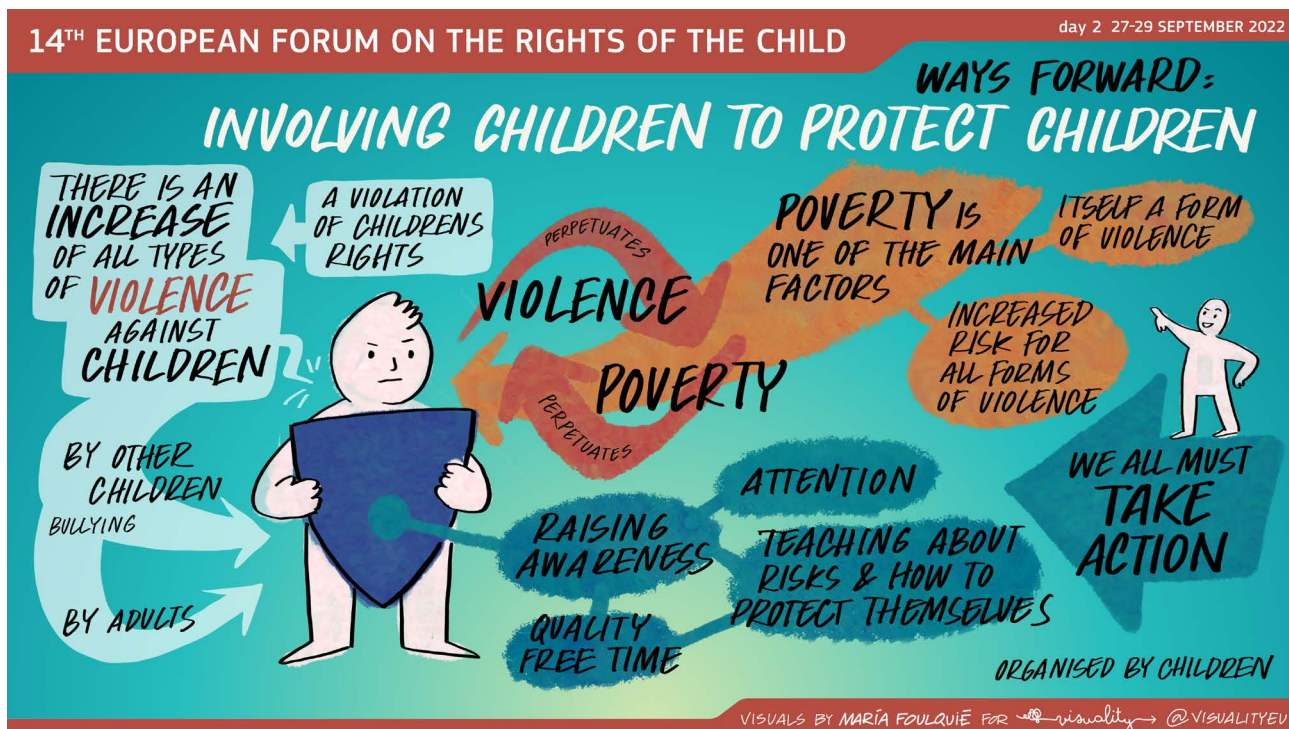 14TH EUROPEAN FORUM ON THE RIGHTS OF THE CHILD
day 2 27-29 SEPTEMBER 2022
WAYS FORWARD:
INVOLVING CHILDREN TO PROTECT CHILDREN
THERE IS AN
INCREASE
OF ALL TYPES
OF VIOLENCE
AGAINST
CHILDREN
A VIOLATION
OF CHILDRENS
RIGHTS
BY OTHER
CHILDREN
BULLYING
BY ADULTS
PERPETUATES
VIOLENCE
POVERTY
PERPETUATES
POVERTY IS
ONE OF THE MAIN
FACTORS
ITSELF A FORM
OF VIOLENCE
INCREASED
RISK FOR
ALL FORMS
OF VIOLENCE
RAISING
AWARENESS
ATTENTION
TEACHING ABOUT
RISKS & HOW TO
PROTECT THEMSELVES
QUALITY
FREE TIME
WE ALL MUST
TAKE
ACTION
ORGANISED BY CHILDREN
VISUALS BY MARÍA FOULQUIÉ FOR visuality @VISUALITYEU